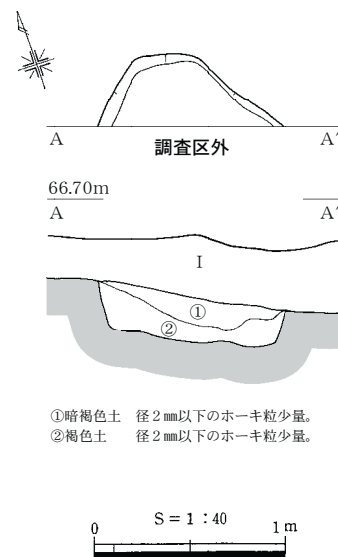 A A′
調査区外
66.70m
A A′
I
①
②
①暗褐色土 径2㎜以下のホーキ粒少量。
②褐色土 径2㎜以下のホーキ粒少量。
S = 1 : 40
0 1 m